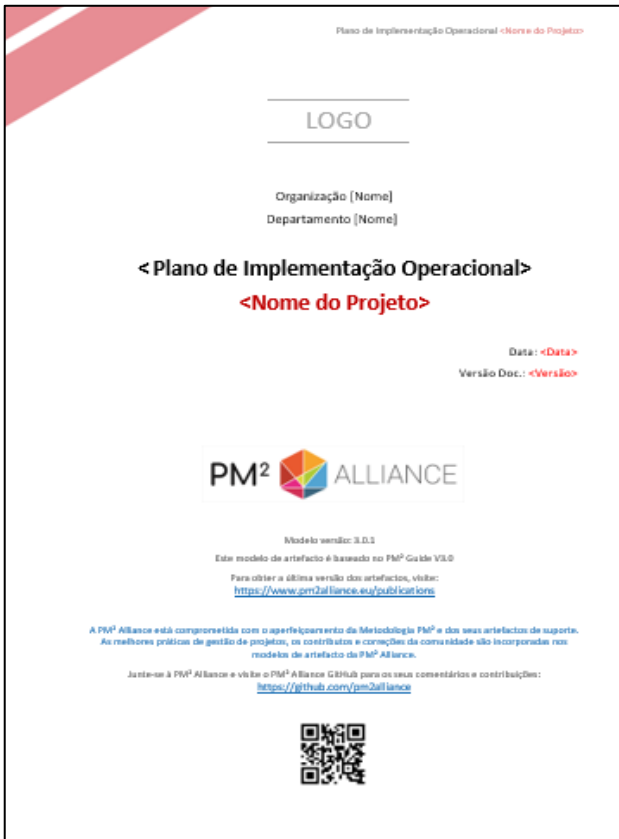 Plano de Implementação Operacional <Nome do Projeto>
LOGO
Organização [Nome]
Departamento [Nome]
<Plano de Implementação Operacional>
<Nome do Projeto>
Data: <Data>
Versão Doc.: <Versão>
PM² ALLIANCE
Modelo versão: 3.0.1
Este modelo de artefacto é baseado no PM² Guide V3.0
Para obter a última versão dos artefactos, visite:
https://www.pm2alliance.eu/publications
A PM² Alliance está comprometida com o aperfeiçoamento da Metodologia PM² e dos seus artefactos de suporte.
As melhores práticas de gestão de projetos, os contributos e correções da comunidade são incorporadas nos
modelos de artefacto da PM² Alliance.
Junte-se à PM² Alliance e visite o PM² Alliance GitHub para os seus comentários e contribuições:
https://github.com/pm2alliance